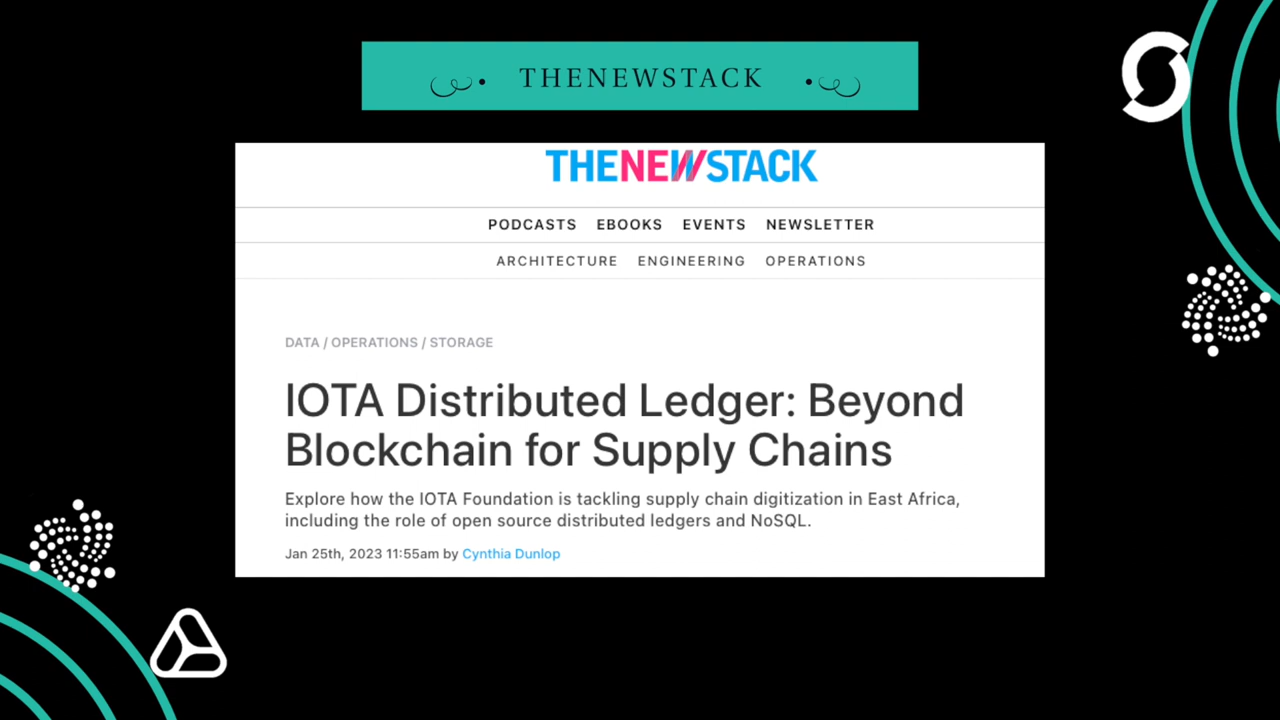 THENEWSTACK
THENEWSTACK
PODCASTS EBOOKS EVENTS NEWSLETTER
ARCHITECTURE ENGINEERING OPERATIONS
DATA / OPERATIONS / STORAGE
IOTA Distributed Ledger: Beyond
Blockchain for Supply Chains
Explore how the IOTA Foundation is tackling supply chain digitization in East Africa,
including the role of open source distributed ledgers and NoSQL.
Jan 25th, 2023 11:55am by Cynthia Dunlop